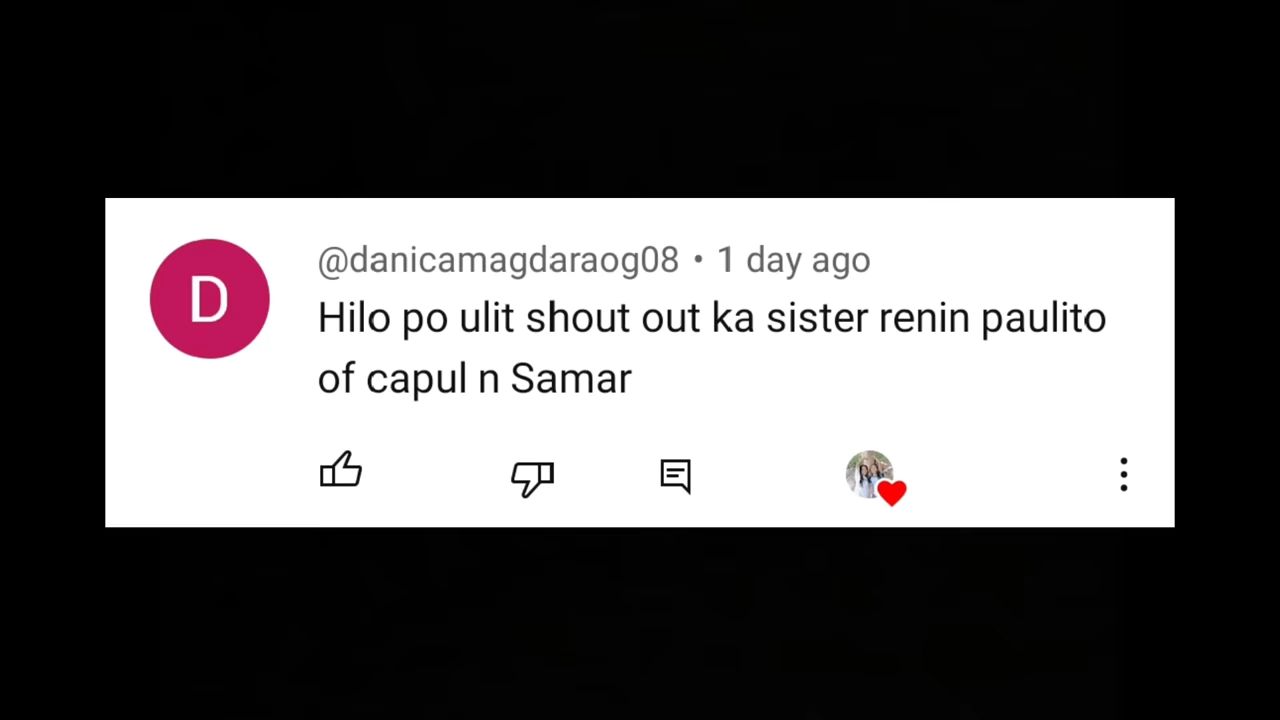 D
@danicamagdaraog08 • 1 day ago
Hilo po ulit shout out ka sister renin paulito
of capul n Samar